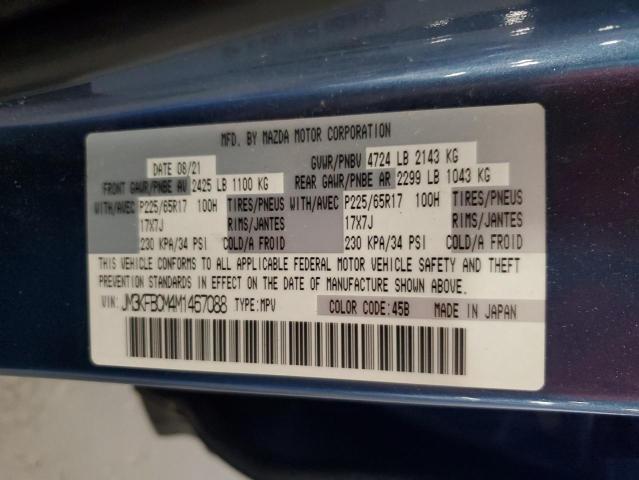 MFD. BY MAZDA MOTOR CORPORATION
DATE 08/21 GVWR/PNBV 4724 LB 2143 KG
FRONT GAWR/PNBE AV 2425 LB 1100 KG REAR GAWR/PNBE AR 2299 LB 1043 KG
WITH/AVEC P225/65R17 100H TIRES/PNEUS WITH/AVEC P225/65R17 100H TIRES/PNEUS
17X7J RIMS/JANTES 17X7J RIMS/JANTES
230 KPA/34 PSI COLD/A FROID 230 KPA/34 PSI COLD/A FROID
THIS VEHICLE CONFORMS TO ALL APPLICABLE FEDERAL MOTOR VEHICLE SAFETY AND THEFT
PREVENTION STANDARDS IN EFFECT ON THE DATE OF MANUFACTURE SHOWN ABOVE.
VIN: JM3KFBCM4M1467088 TYPE:MPV COLOR CODE:45B MADE IN JAPAN